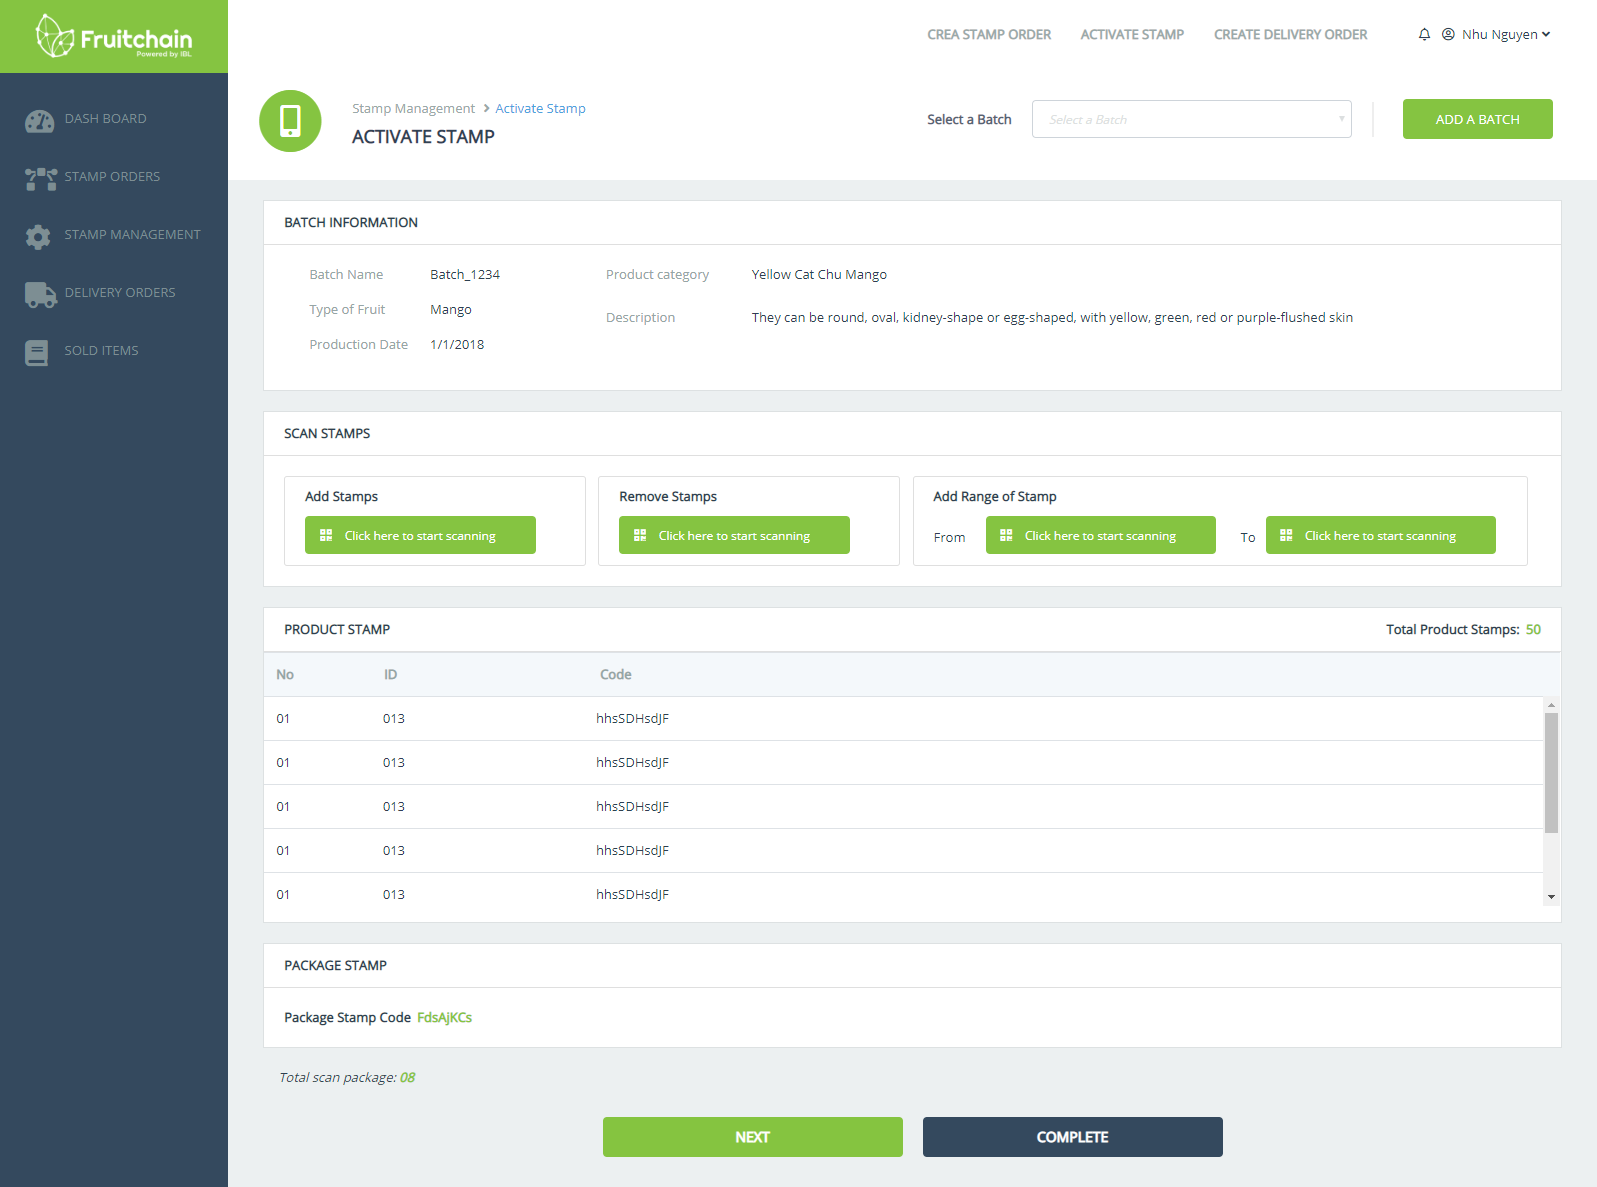 Fruitchain
Powered by IBL
CREA STAMP ORDER ACTIVATE STAMP CREATE DELIVERY ORDER Nhu Nguyen
DASH BOARD
STAMP ORDERS
STAMP MANAGEMENT
DELIVERY ORDERS
SOLD ITEMS
Stamp Management > Activate Stamp
ACTIVATE STAMP
Select a Batch Select a Batch ADD A BATCH
BATCH INFORMATION
Batch Name Batch_1234 Product category Yellow Cat Chu Mango
Type of Fruit Mango Description They can be round, oval, kidney-shape or egg-shaped, with yellow, green, red or purple-flushed skin
Production Date 1/1/2018
SCAN STAMPS
Add Stamps Remove Stamps Add Range of Stamp
Click here to start scanning Click here to start scanning From Click here to start scanning To Click here to start scanning
PRODUCT STAMP Total Product Stamps: 50
No ID Code
01 013 hhsSDHsdJF
01 013 hhsSDHsdJF
01 013 hhsSDHsdJF
01 013 hhsSDHsdJF
01 013 hhsSDHsdJF
PACKAGE STAMP
Package Stamp Code FdsAjKCs
Total scan package: 08
NEXT COMPLETE